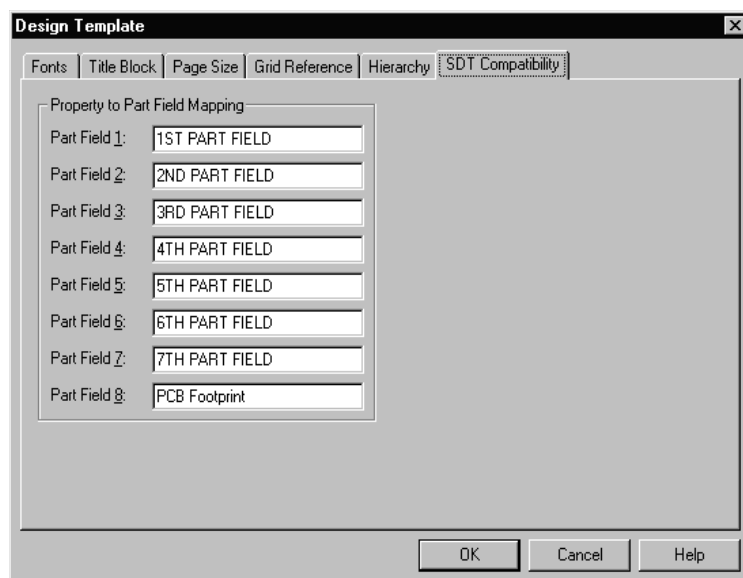 Design Template
Fonts Title Block Page Size Grid Reference Hierarchy SDT Compatibility
Property to Part Field Mapping
Part Field 1: 1ST PART FIELD
Part Field 2: 2ND PART FIELD
Part Field 3: 3RD PART FIELD
Part Field 4: 4TH PART FIELD
Part Field 5: 5TH PART FIELD
Part Field 6: 6TH PART FIELD
Part Field 7: 7TH PART FIELD
Part Field 8: PCB Footprint
OK Cancel Help